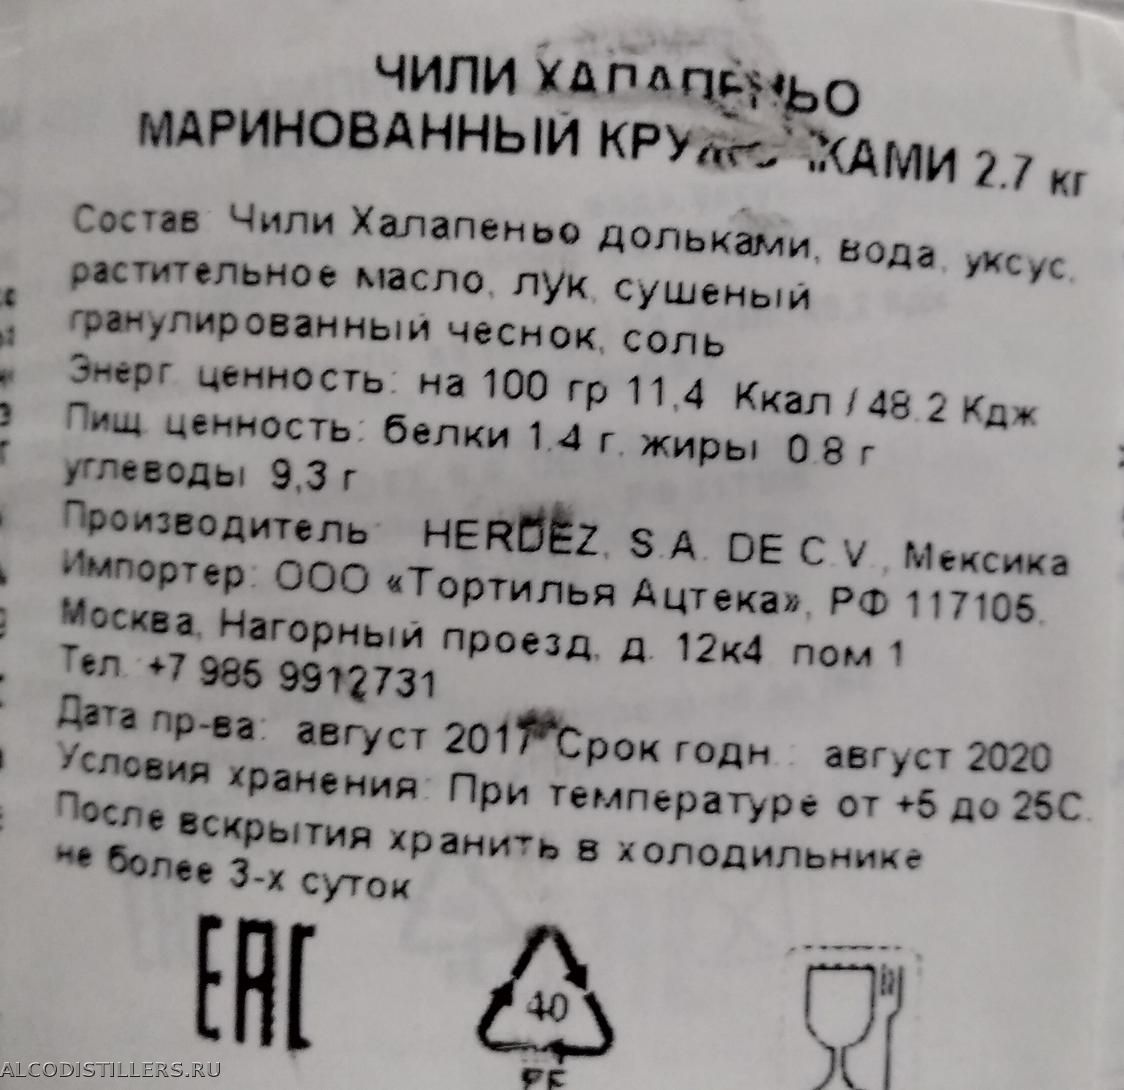 ЧИЛИ ХАЛАПЕНЬО
МАРИНОВАННЫЙ КРУЖОЧКАМИ 2.7 кг
Состав: Чили Халапеньо дольками, вода, уксус,
растительное масло, лук, сушеный
гранулированный чеснок, соль
Энерг. ценность: на 100 гр 11,4 Ккал / 48.2 Кдж
Пищ. ценность: белки 1.4 г, жиры 0.8 г
углеводы 9,3 г
Производитель: HERDEZ, S.A. DE C.V., Мексика
Импортер: ООО «Тортилья Ацтека», РФ 117105,
Москва, Нагорный проезд, д. 12к4 пом 1
Тел.: +7 985 9912731
Дата пр-ва: август 2017 Срок годн.: август 2020
Условия хранения: При температуре от +5 до 25С.
После вскрытия хранить в холодильнике
не более 3-х суток
EAC
40
FE
ALCODISTILLERS.RU